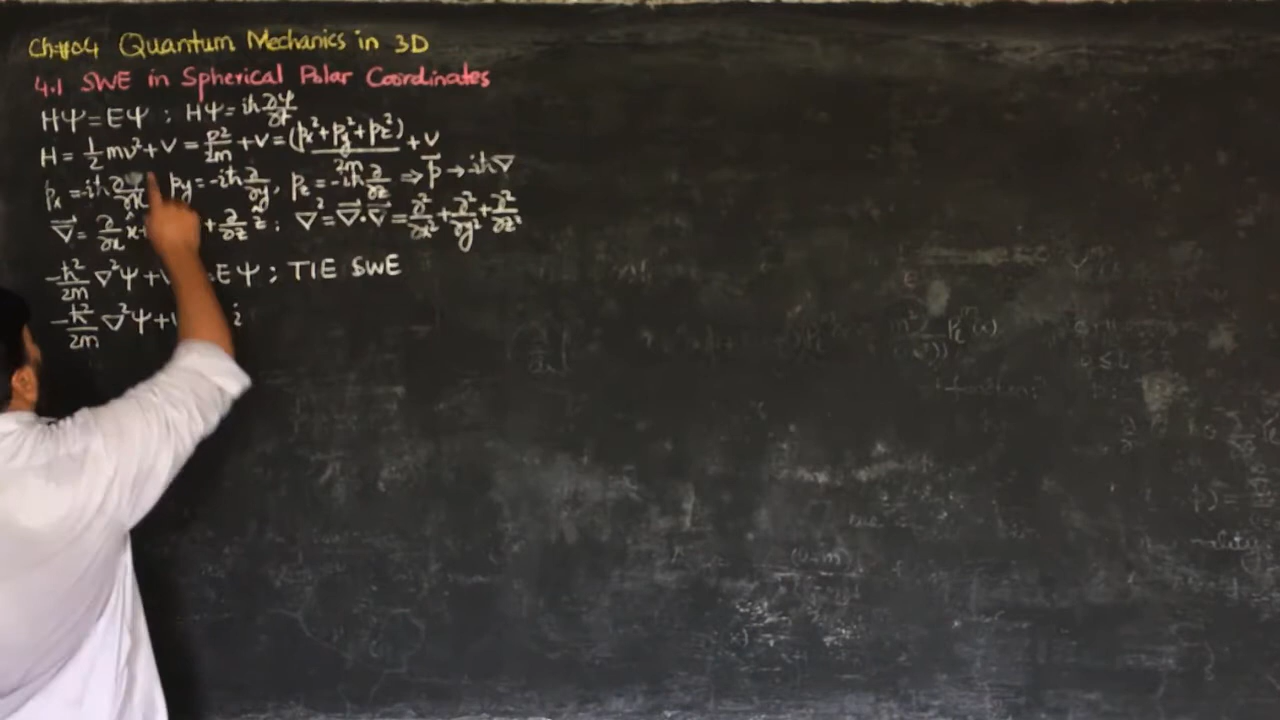 Ch#04 Quantum Mechanics in 3D
4.1 SWE in Spherical Polar Coordinates
HΨ = EΨ ; HΨ = iħ ∂Ψ/∂t
H = 1/2 mv² + V = p²/2m + V = (px² + py² + pz²)/2m + V
px = -iħ ∂/∂x, py = -iħ ∂/∂y, pz = -iħ ∂/∂z ⇒ p⃗ → -iħ∇
∇⃗ = ∂/∂x x̂ + + ∂/∂z ẑ ; ∇² = ∇⃗·∇⃗ = ∂²/∂x² + ∂²/∂y² + ∂²/∂z²
-ħ²/2m ∇²Ψ + EΨ ; TIE SWE
-ħ²/2m ∇²Ψ + i